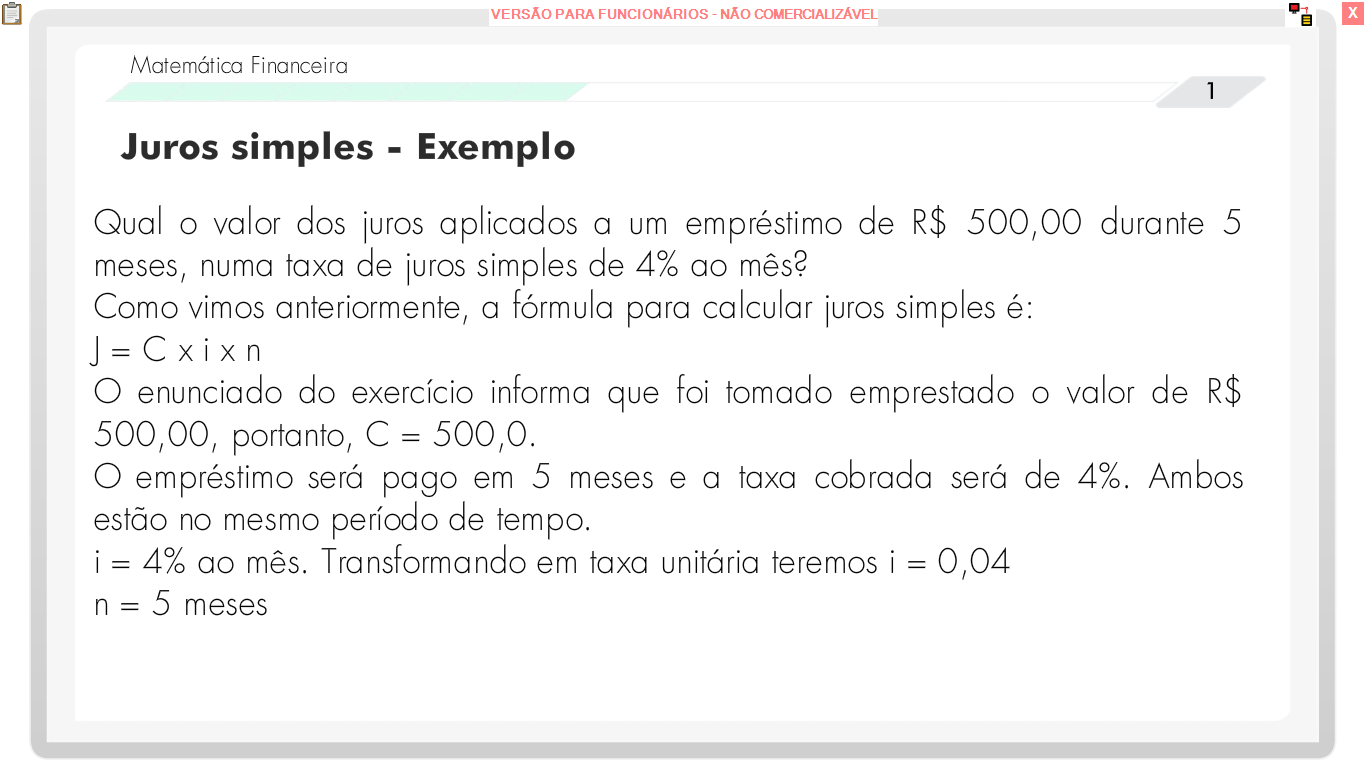 VERSÃO PARA FUNCIONÁRIOS - NÃO COMERCIALIZÁVEL
X
Matemática Financeira
1
Juros simples - Exemplo
Qual o valor dos juros aplicados a um empréstimo de R$ 500,00 durante 5
meses, numa taxa de juros simples de 4% ao mês?
Como vimos anteriormente, a fórmula para calcular juros simples é:
J = C x i x n
O enunciado do exercício informa que foi tomado emprestado o valor de R$
500,00, portanto, C = 500,0.
O empréstimo será pago em 5 meses e a taxa cobrada será de 4%. Ambos
estão no mesmo período de tempo.
i = 4% ao mês. Transformando em taxa unitária teremos i = 0,04
n = 5 meses